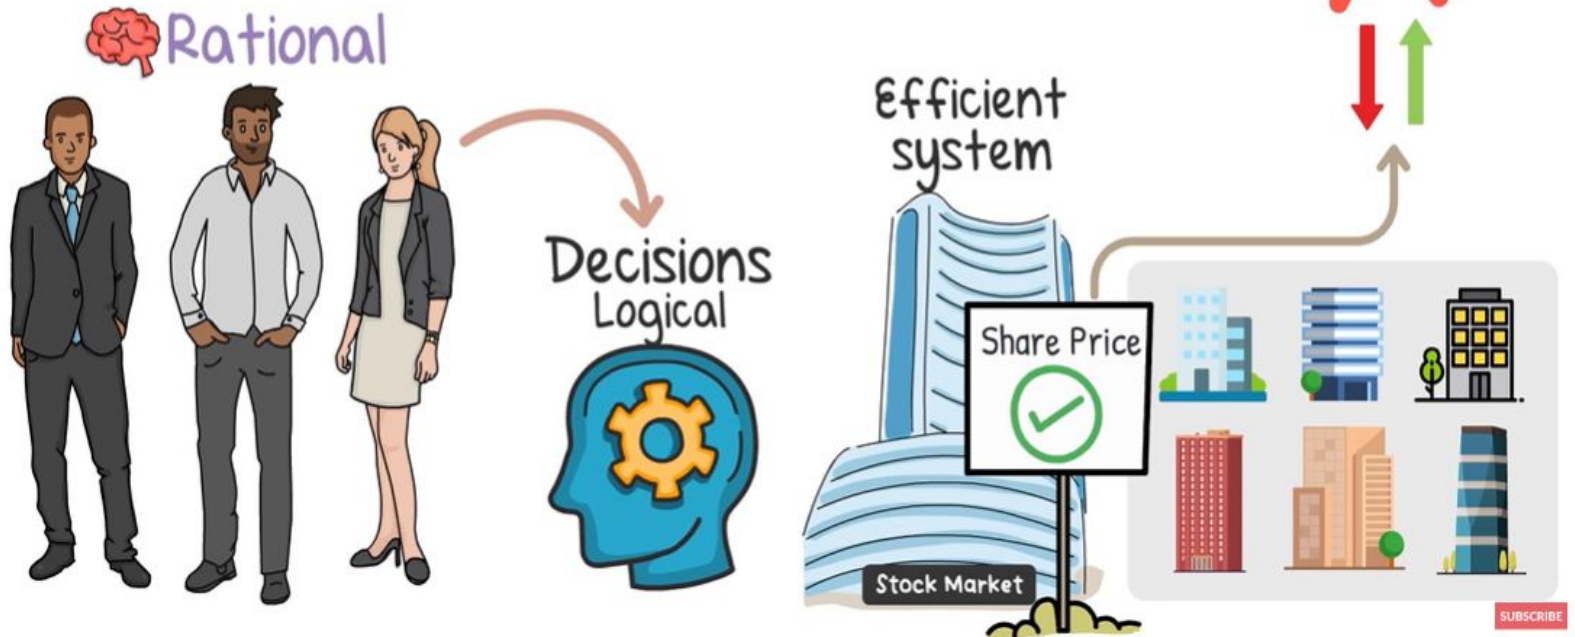 Rational
Decisions
Logical
Efficient
system
Share Price
Stock Market
SUBSCRIBE